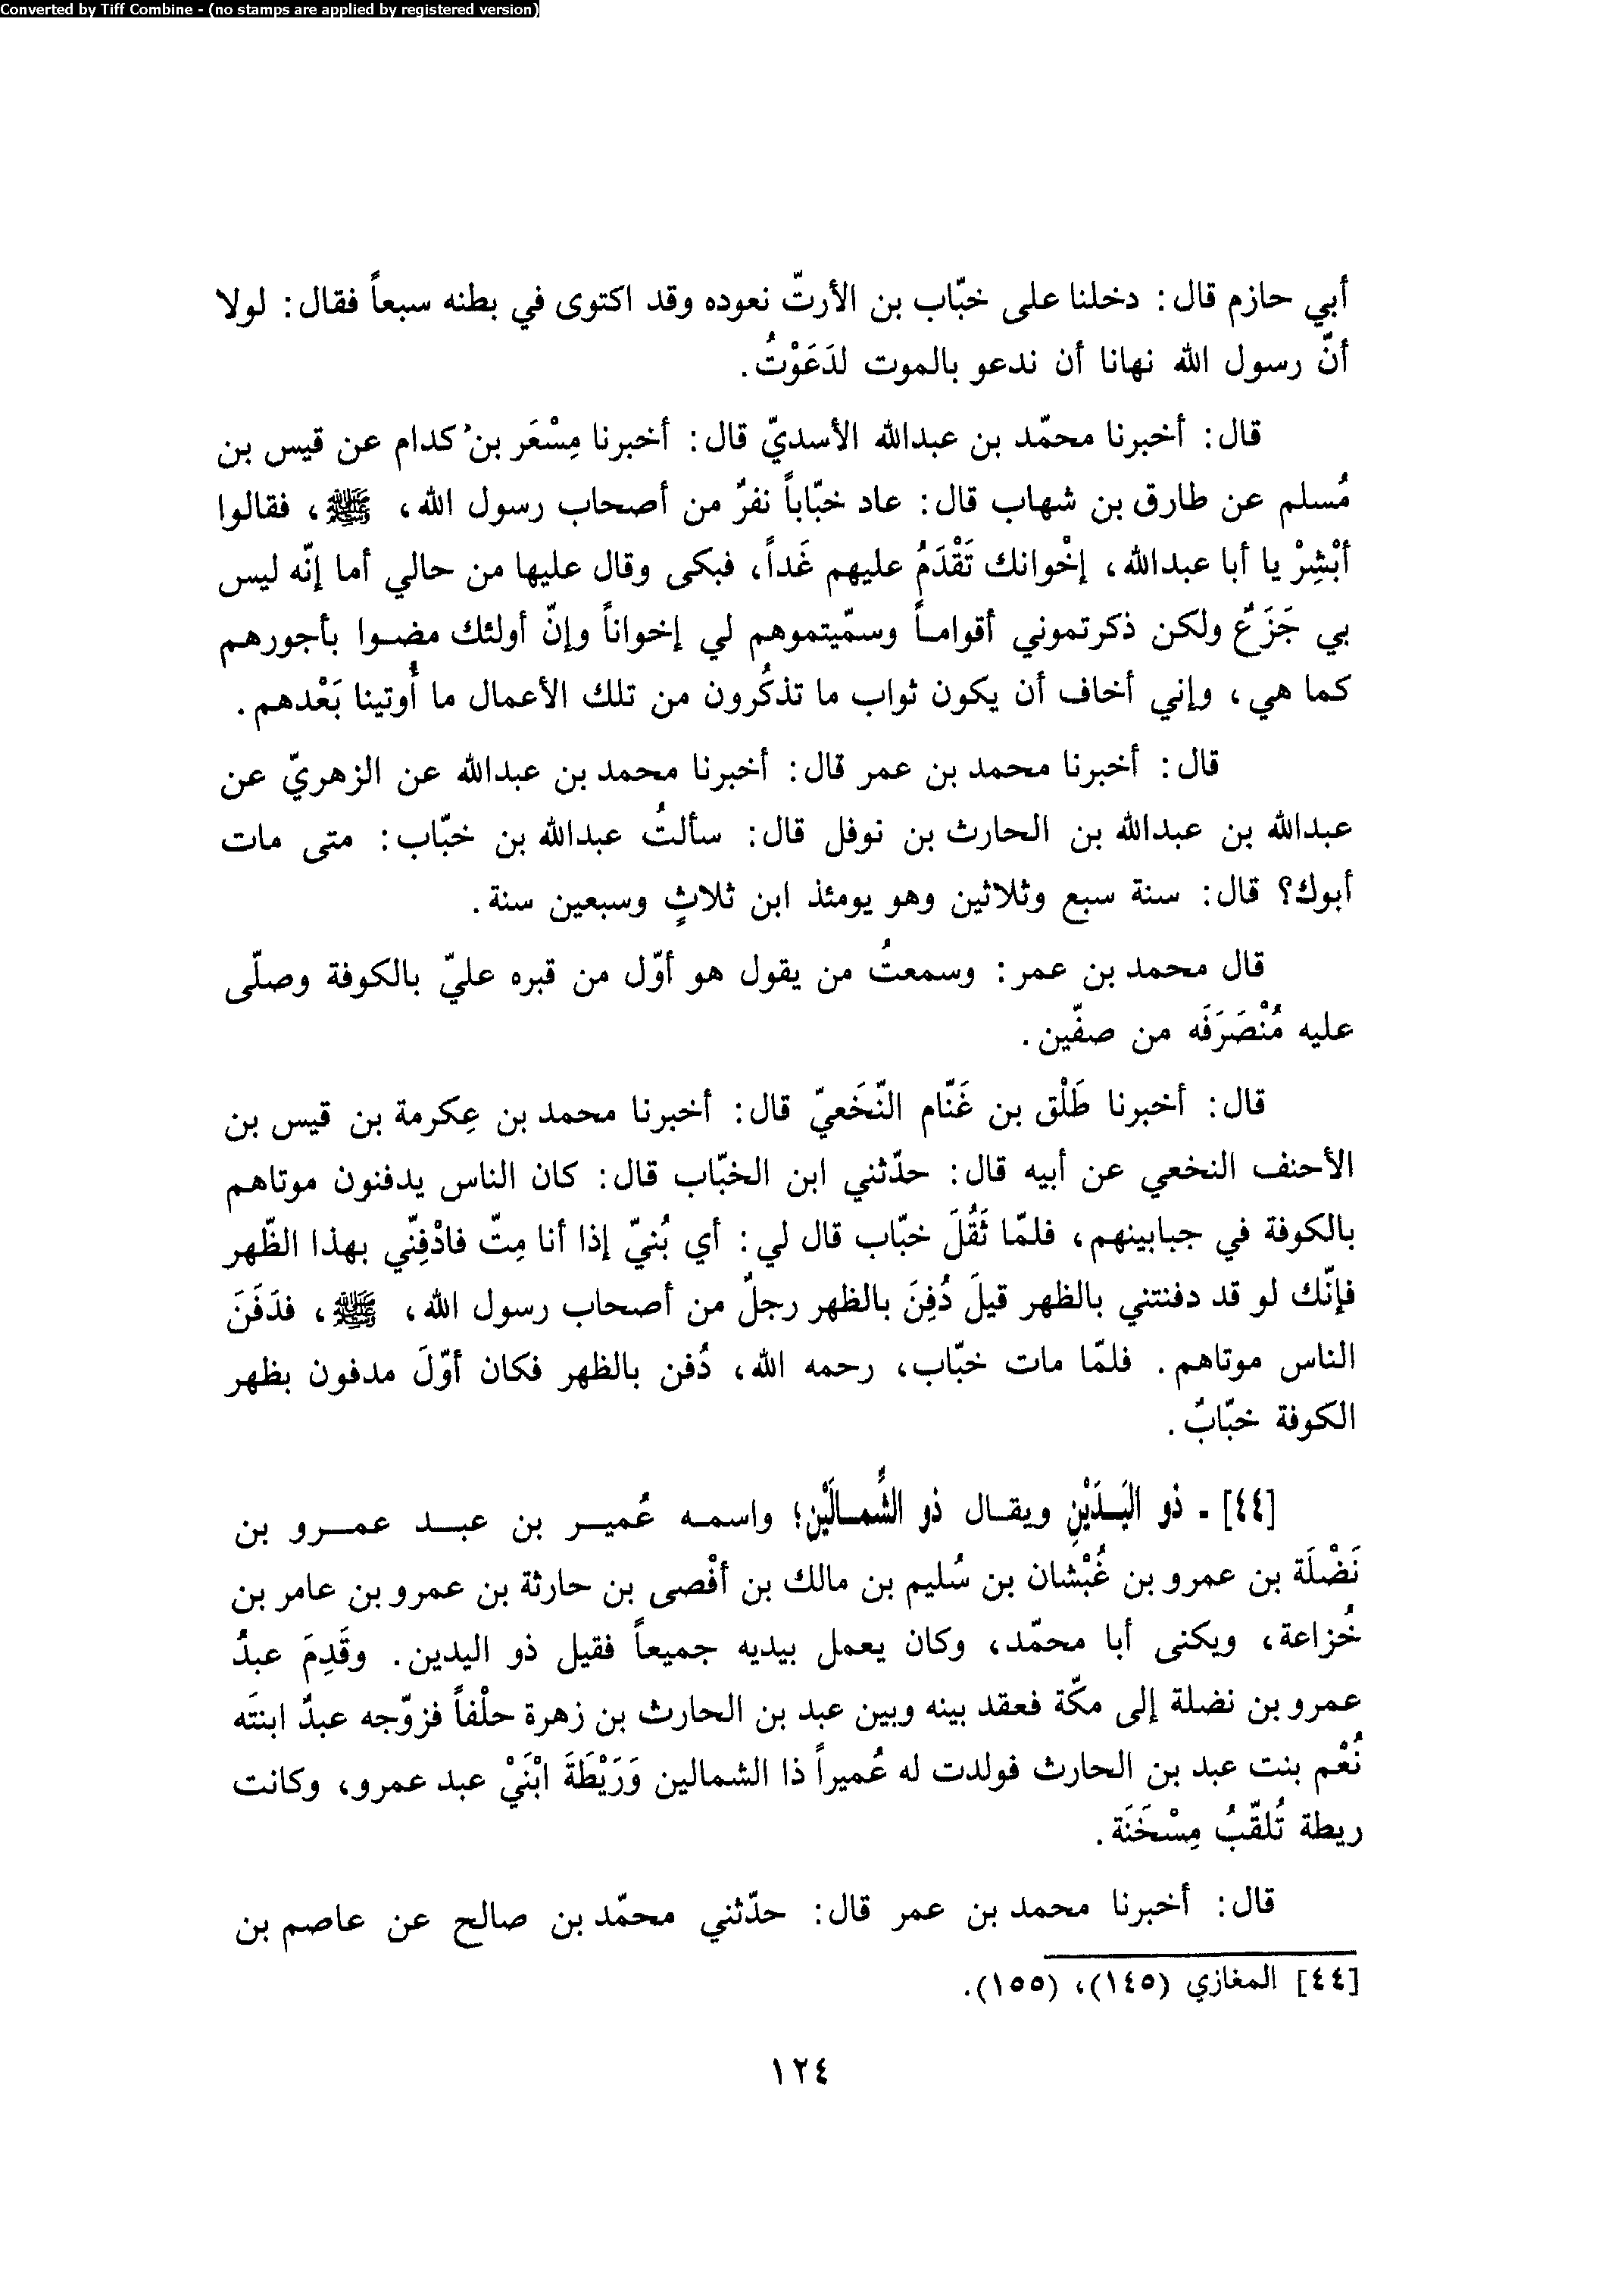 Converted by Tiff Combine - (no stamps are applied by registered version)
أبي حازم قال: دخلنا على خبّاب بن الأرتّ نعوده وقد اكتوى في بطنه سبعاً فقال: لولا
أنّ رسول الله نهانا أن ندعو بالموت لدَعَوْتُ.
قال: أخبرنا محمّد بن عبدالله الأسديّ قال: أخبرنا مِسْعَر بن كدام عن قيس بن
مُسلم عن طارق بن شهاب قال: عاد خبّاباً نفرٌ من أصحاب رسول الله، ﷺ، فقالوا
أبْشِرْ يا أبا عبدالله، إخْوانك تَقْدَمُ عليهم غَداً، فبكى وقال عليها من حالي أما إنّه ليس
بي جَزَعٌ ولكن ذكرتموني أقواماً وسمّيتموهم لي إخواناً وإنّ أولئك مضوا بأجورهم
كما هي، وإني أخاف أن يكون ثواب ما تذكُرون من تلك الأعمال ما أُوتينا بَعْدهم.
قال: أخبرنا محمد بن عمر قال: أخبرنا محمد بن عبدالله عن الزهريّ عن
عبدالله بن عبدالله بن الحارث بن نوفل قال: سألتُ عبدالله بن خبّاب: متى مات
أبوك؟ قال: سنة سبع وثلاثين وهو يومئذ ابن ثلاثٍ وسبعين سنة.
قال محمد بن عمر: وسمعتُ من يقول هو أوّل من قبره عليّ بالكوفة وصلّى
عليه مُنْصَرَفَه من صفّين.
قال: أخبرنا طَلْق بن غَنّام النّخَعيّ قال: أخبرنا محمد بن عِكرمة بن قيس بن
الأحنف النخعي عن أبيه قال: حدّثني ابن الخبّاب قال: كان الناس يدفنون موتاهم
بالكوفة في جبابينهم، فلمّا ثَقُلَ خبّاب قال لي: أي بُنيّ إذا أنا مِتّ فادْفِنّي بهذا الظّهر
فإنّك لو قد دفنتني بالظهر قيلَ دُفِنَ بالظهر رجلٌ من أصحاب رسول الله، ﷺ، فدَفَنَ
الناس موتاهم. فلمّا مات خبّاب، رحمه الله، دُفن بالظهر فكان أوّلَ مدفون بظهر
الكوفة خبّابٌ.
[٤٤] - ذو اليَدَيْنِ ويقال ذو الشِّمالَيْنِ؛ واسمه عُمير بن عبد عمرو بن
نَضْلَة بن عمرو بن غُبْشان بن سُليم بن مالك بن أفْصى بن حارثة بن عمرو بن عامر بن
خُزاعة، ويكنى أبا محمّد، وكان يعمل بيديه جميعاً فقيل ذو اليدين. وقَدِمَ عبدُ
عمرو بن نضلة إلى مكّة فعقد بينه وبين عبد بن الحارث بن زهرة حلْفاً فزوّجه عبدٌ ابنتَه
نُعْم بنت عبد بن الحارث فولدت له عُميراً ذا الشمالين وَرَيْطَةَ ابْنَيْ عبد عمرو، وكانت
ريطة تُلقّبُ مِسْخَنَة.
قال: أخبرنا محمد بن عمر قال: حدّثني محمّد بن صالح عن عاصم بن
[٤٤] المغازي (١٤٥)، (١٥٥).
١٢٤